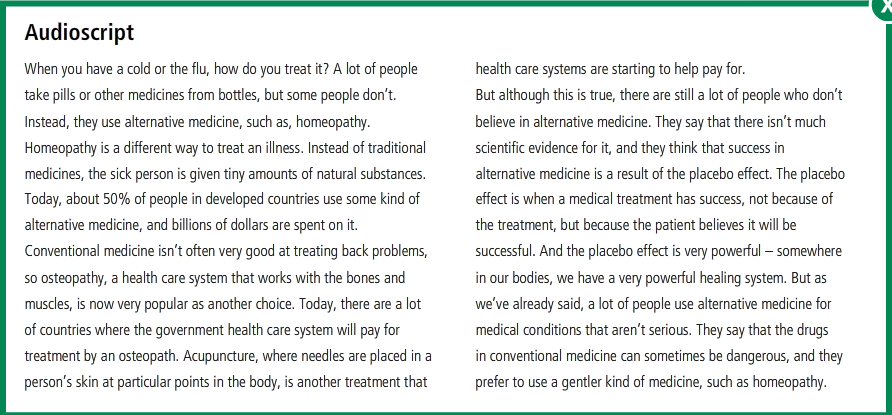 Audioscript
When you have a cold or the flu, how do you treat it? A lot of people
take pills or other medicines from bottles, but some people don't.
Instead, they use alternative medicine, such as, homeopathy.
Homeopathy is a different way to treat an illness. Instead of traditional
medicines, the sick person is given tiny amounts of natural substances.
Today, about 50% of people in developed countries use some kind of
alternative medicine, and billions of dollars are spent on it.
Conventional medicine isn't often very good at treating back problems,
so osteopathy, a health care system that works with the bones and
muscles, is now very popular as another choice. Today, there are a lot
of countries where the government health care system will pay for
treatment by an osteopath. Acupuncture, where needles are placed in a
person's skin at particular points in the body, is another treatment that
health care systems are starting to help pay for.
But although this is true, there are still a lot of people who don't
believe in alternative medicine. They say that there isn't much
scientific evidence for it, and they think that success in
alternative medicine is a result of the placebo effect. The placebo
effect is when a medical treatment has success, not because of
the treatment, but because the patient believes it will be
successful. And the placebo effect is very powerful – somewhere
in our bodies, we have a very powerful healing system. But as
we've already said, a lot of people use alternative medicine for
medical conditions that aren't serious. They say that the drugs
in conventional medicine can sometimes be dangerous, and they
prefer to use a gentler kind of medicine, such as homeopathy.